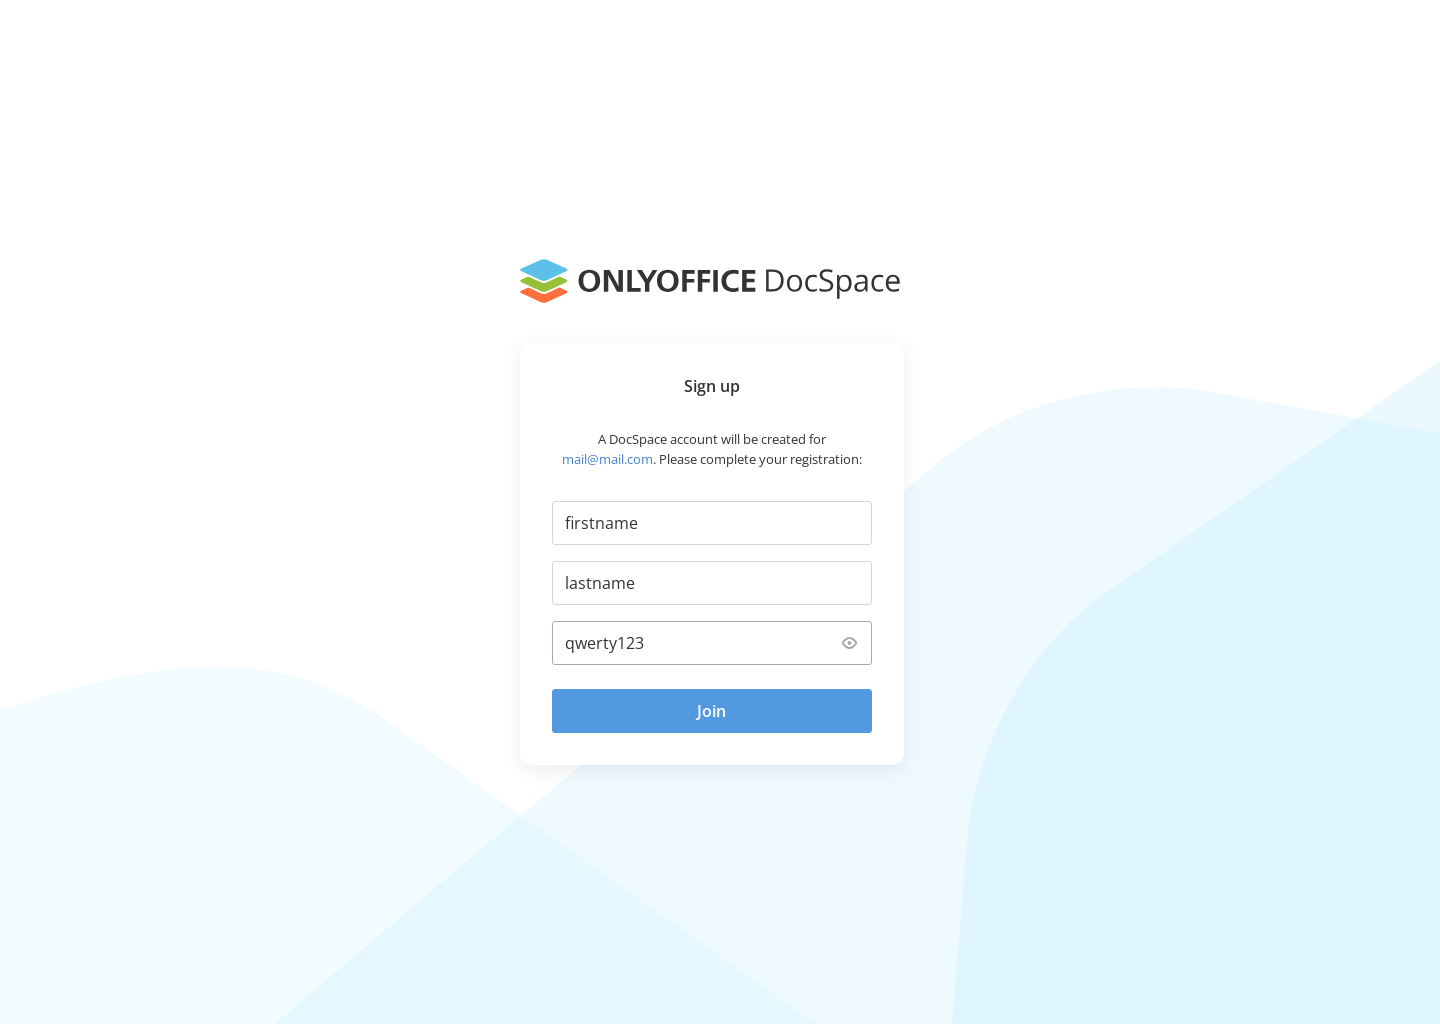 ONLYOFFICE DocSpace
Sign up
A DocSpace account will be created for
mail@mail.com. Please complete your registration:
firstname
lastname
qwerty123
Join